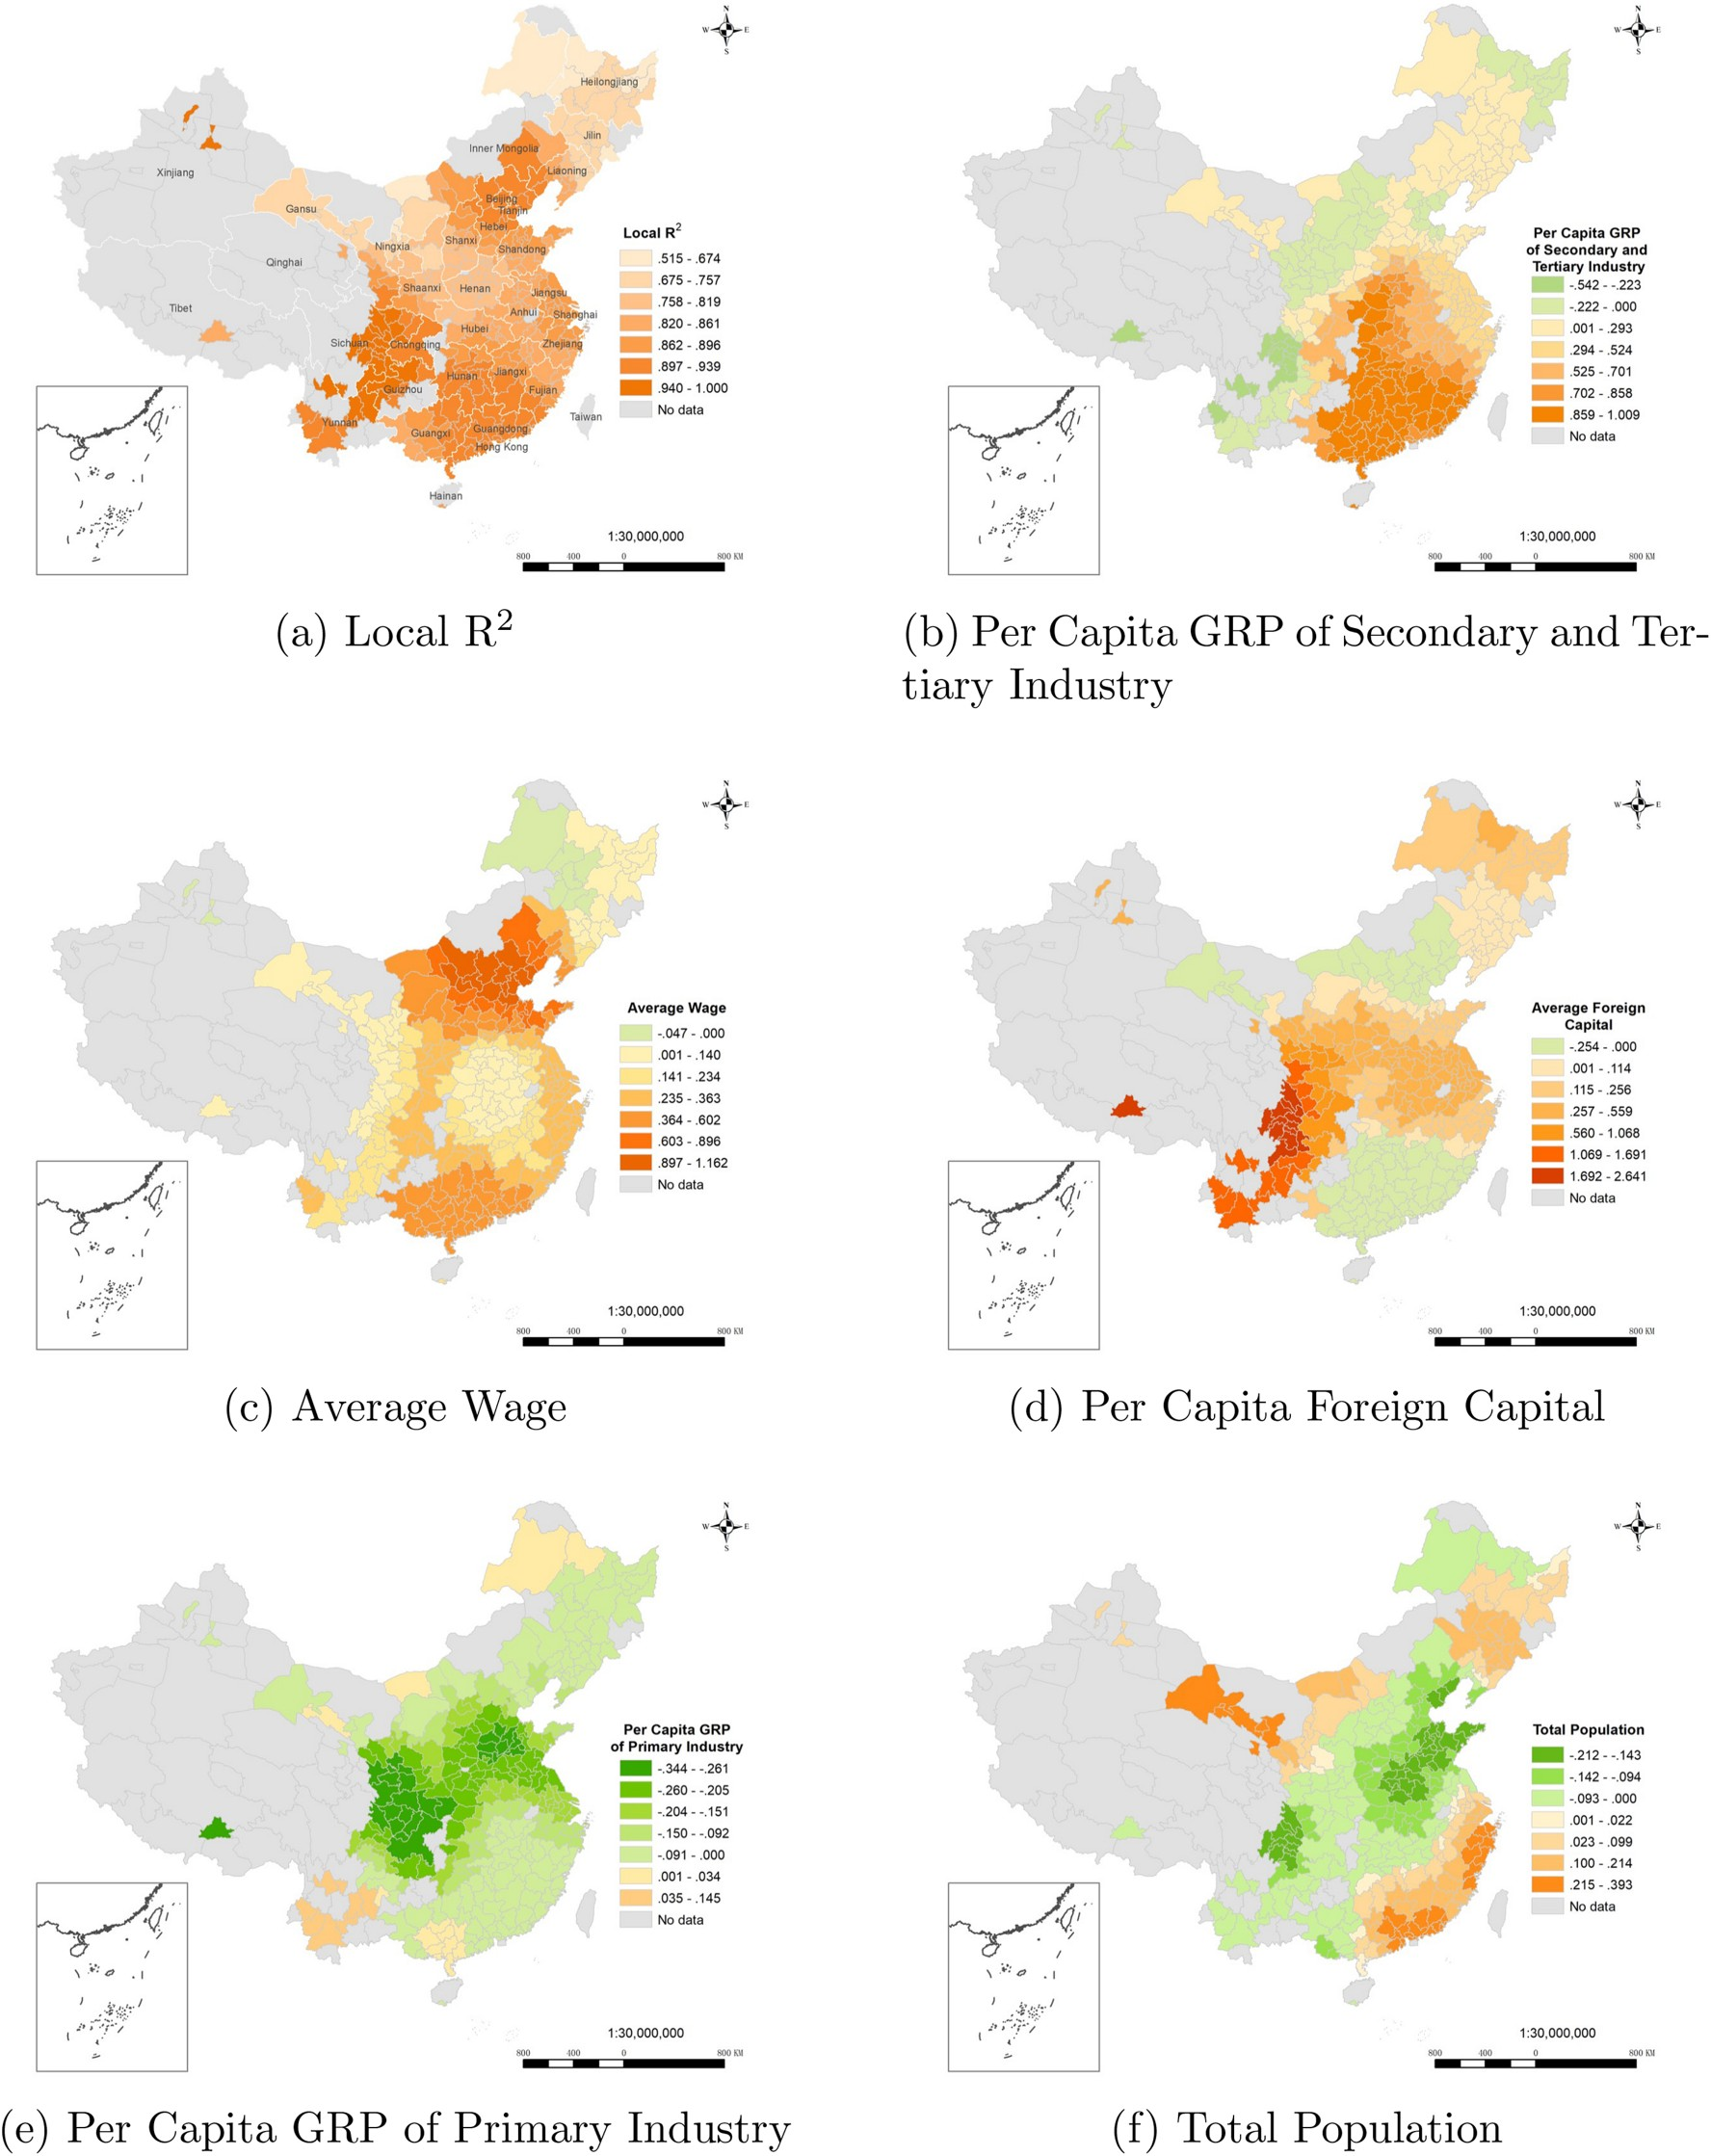 N
W E
S
Heilongjiang
Jilin
Inner Mongolia
Liaoning
Xinjiang
Beijing
Tianjin
Gansu
Hebei
Ningxia
Shanxi
Shandong
Qinghai
Shaanxi
Henan
Jiangsu
Tibet
Anhui
Shanghai
Hubei
Sichuan
Chongqing
Zhejiang
Hunan
Jiangxi
Guizhou
Fujian
Taiwan
Yunnan
Guangxi
Guangdong
Hong Kong
Hainan
Local R²
.515 - .674
.675 - .757
.758 - .819
.820 - .861
.862 - .896
.897 - .939
.940 - 1.000
No data
1:30,000,000
800 400 0 800 KM
(a) Local R²
N
W E
S
Per Capita GRP
of Secondary and
Tertiary Industry
-.542 - -.223
-.222 - .000
.001 - .293
.294 - .524
.525 - .701
.702 - .858
.859 - 1.009
No data
1:30,000,000
800 400 0 800 KM
(b) Per Capita GRP of Secondary and Ter-
tiary Industry
N
W E
S
Average Wage
-.047 - .000
.001 - .140
.141 - .234
.235 - .363
.364 - .602
.603 - .896
.897 - 1.162
No data
1:30,000,000
800 400 0 800 KM
(c) Average Wage
N
W E
S
Average Foreign
Capital
-.254 - .000
.001 - .114
.115 - .256
.257 - .559
.560 - 1.068
1.069 - 1.691
1.692 - 2.641
No data
1:30,000,000
800 400 0 800 KM
(d) Per Capita Foreign Capital
N
W E
S
Per Capita GRP
of Primary Industry
-.344 - -.261
-.260 - -.205
-.204 - -.151
-.150 - -.092
-.091 - .000
.001 - .034
.035 - .145
No data
1:30,000,000
800 400 0 800 KM
(e) Per Capita GRP of Primary Industry
N
W E
S
Total Population
-.212 - -.143
-.142 - -.094
-.093 - .000
.001 - .022
.023 - .099
.100 - .214
.215 - .393
No data
1:30,000,000
800 400 0 800 KM
(f) Total Population